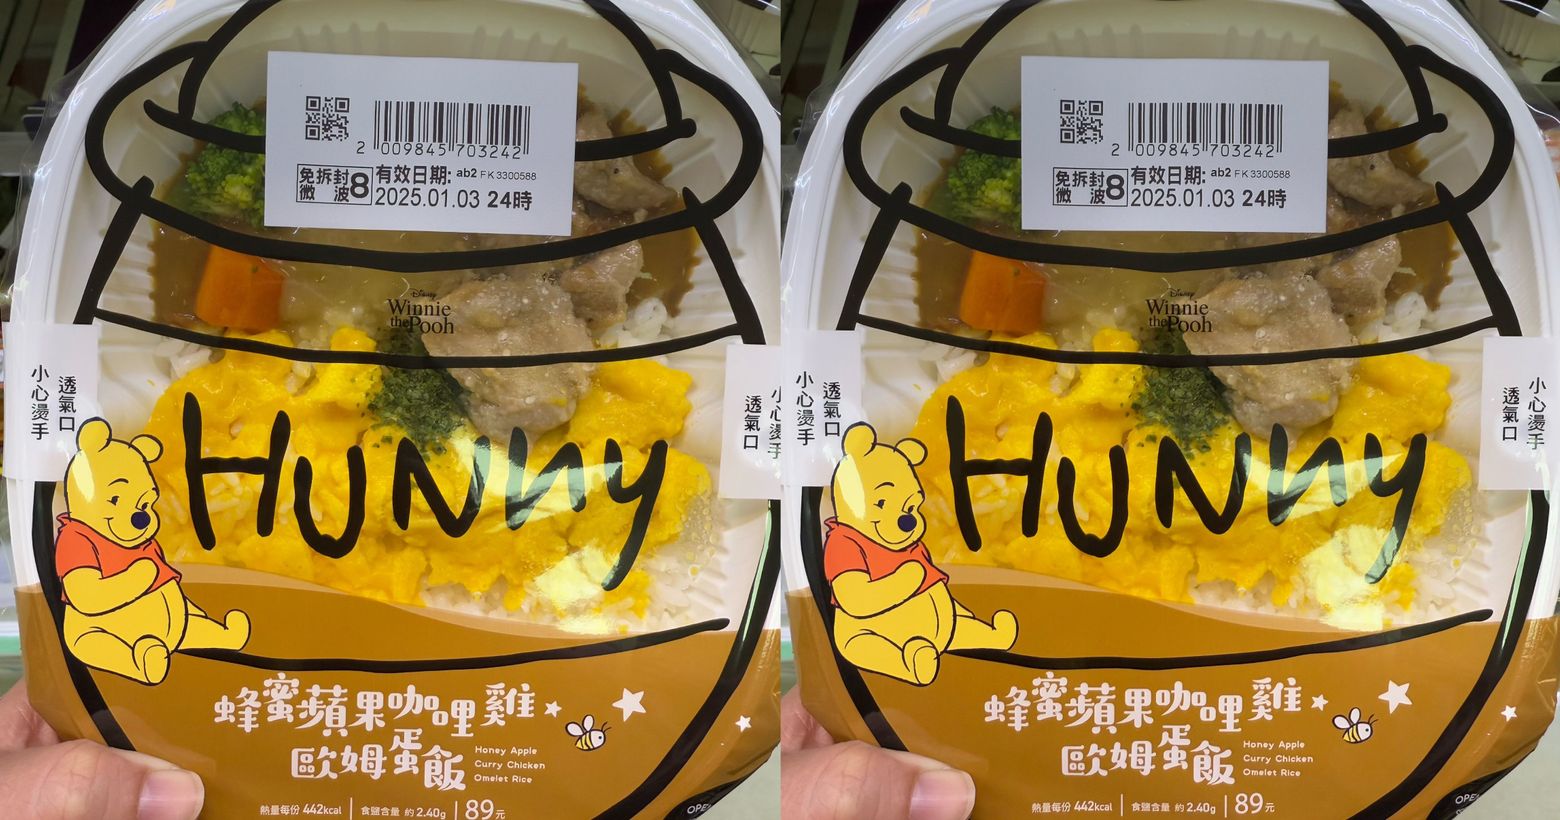 2 009845 703242
免拆封
微 波 8
有效日期: ab2 FK3300588
2025.01.03 24時
Disney
Winnie
the Pooh
透氣口
小心燙手
小心燙手
透氣口
HUNNY
蜂蜜蘋果咖哩雞
歐姆蛋飯
Honey Apple
Curry Chicken
Omelet Rice
熱量每份 442kcal
食鹽含量 約 2.40g
89元
2 009845 703242
免拆封
微 波 8
有效日期: ab2 FK3300588
2025.01.03 24時
Disney
Winnie
the Pooh
透氣口
小心燙手
小心燙手
透氣口
HUNNY
蜂蜜蘋果咖哩雞
歐姆蛋飯
Honey Apple
Curry Chicken
Omelet Rice
熱量每份 442kcal
食鹽含量 約 2.40g
89元